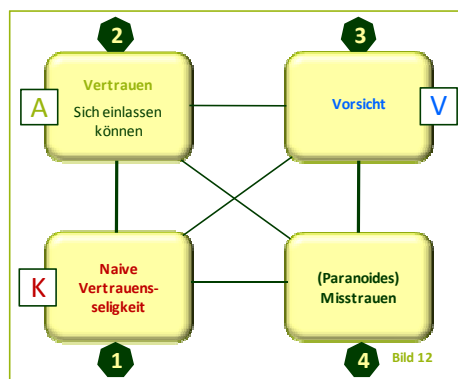 2
3
A
Vertrauen
Sich einlassen
können
Vorsicht
V
K
Naive
Vertrauens-
seligkeit
(Paranoides)
Misstrauen
1
4
Bild 12